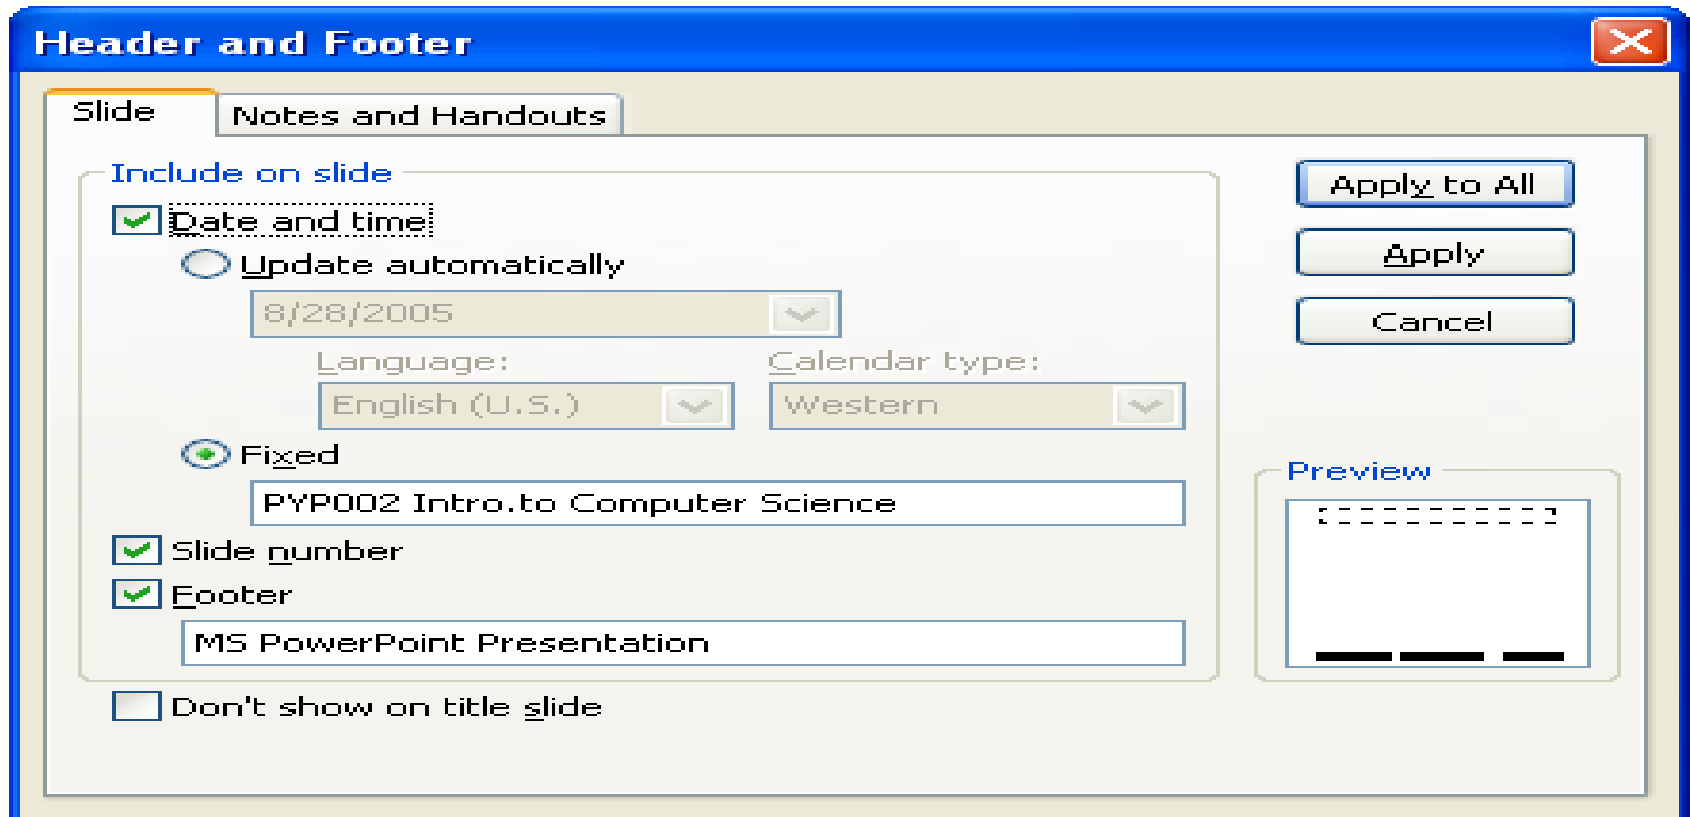 Header and Footer
Slide
Notes and Handouts
Include on slide
Date and time
Update automatically
8/28/2005
Language:
Calendar type:
English (U.S.)
Western
Fixed
PYP002 Intro.to Computer Science
Slide number
Footer
MS PowerPoint Presentation
Don't show on title slide
Apply to All
Apply
Cancel
Preview